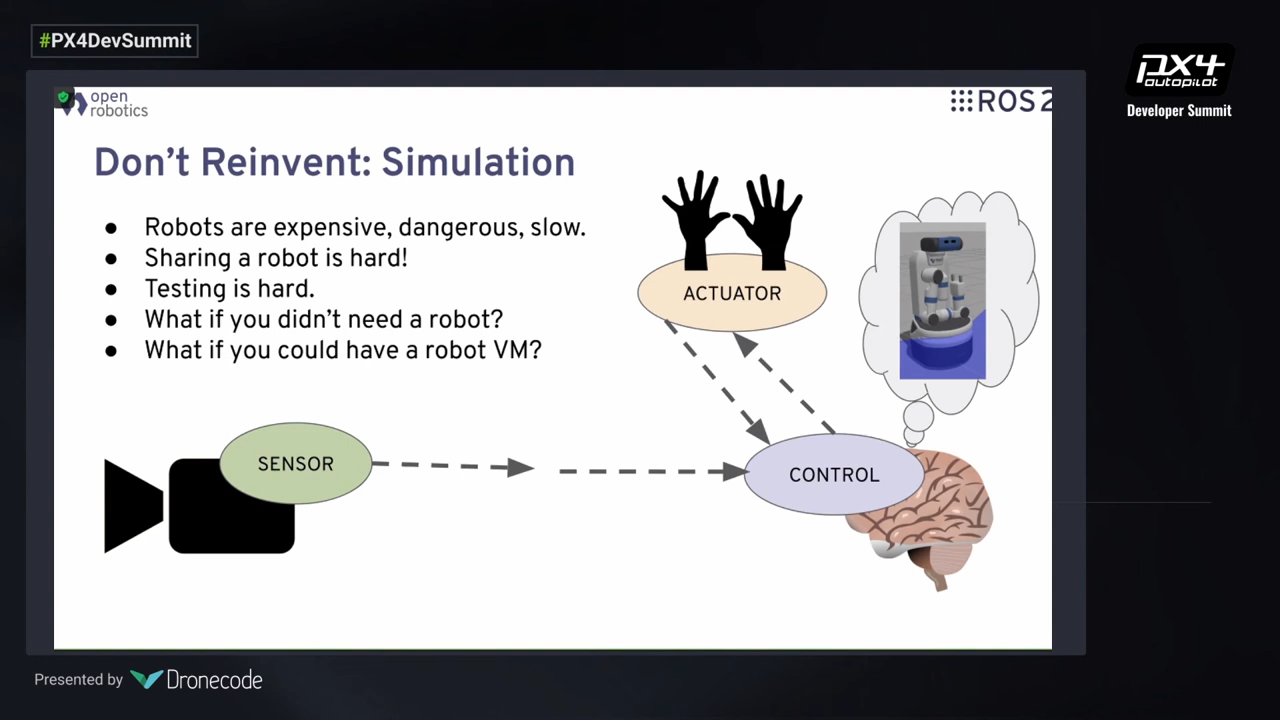 #PX4DevSummit
px4
autopilot
Developer Summit
open
robotics
ROS 2
Don’t Reinvent: Simulation
● Robots are expensive, dangerous, slow.
● Sharing a robot is hard!
● Testing is hard.
● What if you didn’t need a robot?
● What if you could have a robot VM?
ACTUATOR
SENSOR
CONTROL
Presented by Dronecode